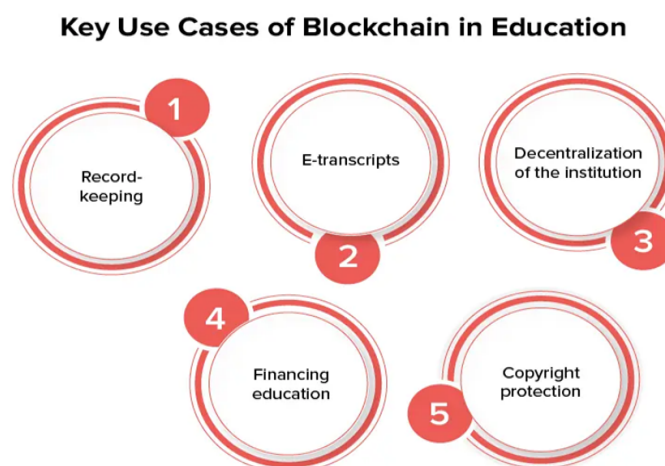 Key Use Cases of Blockchain in Education
1
Record-
keeping
E-transcripts
2
Decentralization
of the institution
3
4
Financing
education
Copyright
protection
5